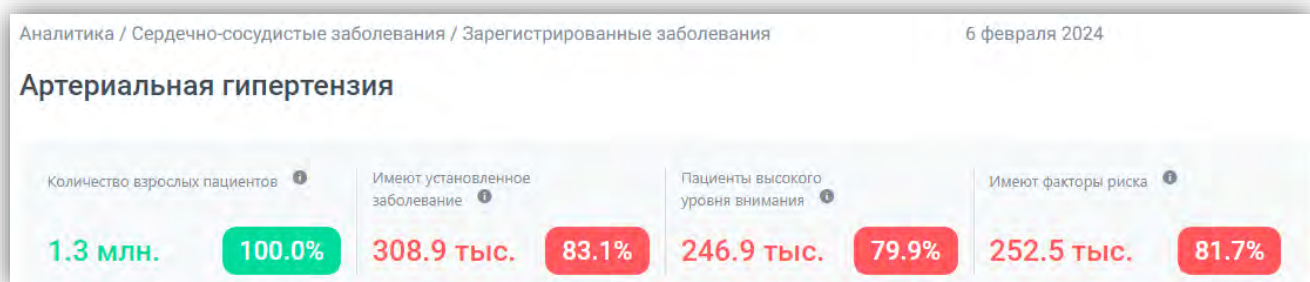 Аналитика / Сердечно-сосудистые заболевания / Зарегистрированные заболевания
6 февраля 2024
Артериальная гипертензия
Количество взрослых пациентов
1.3 млн.
100.0%
Имеют установленное
заболевание
308.9 тыс.
83.1%
Пациенты высокого
уровня внимания
246.9 тыс.
79.9%
Имеют факторы риска
252.5 тыс.
81.7%